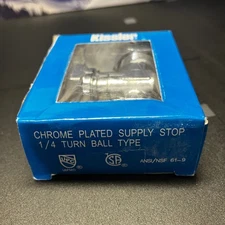 Kissler
CHROME PLATED SUPPLY STOP
1/4 TURN BALL TYPE
ANSI/NSF 61-9